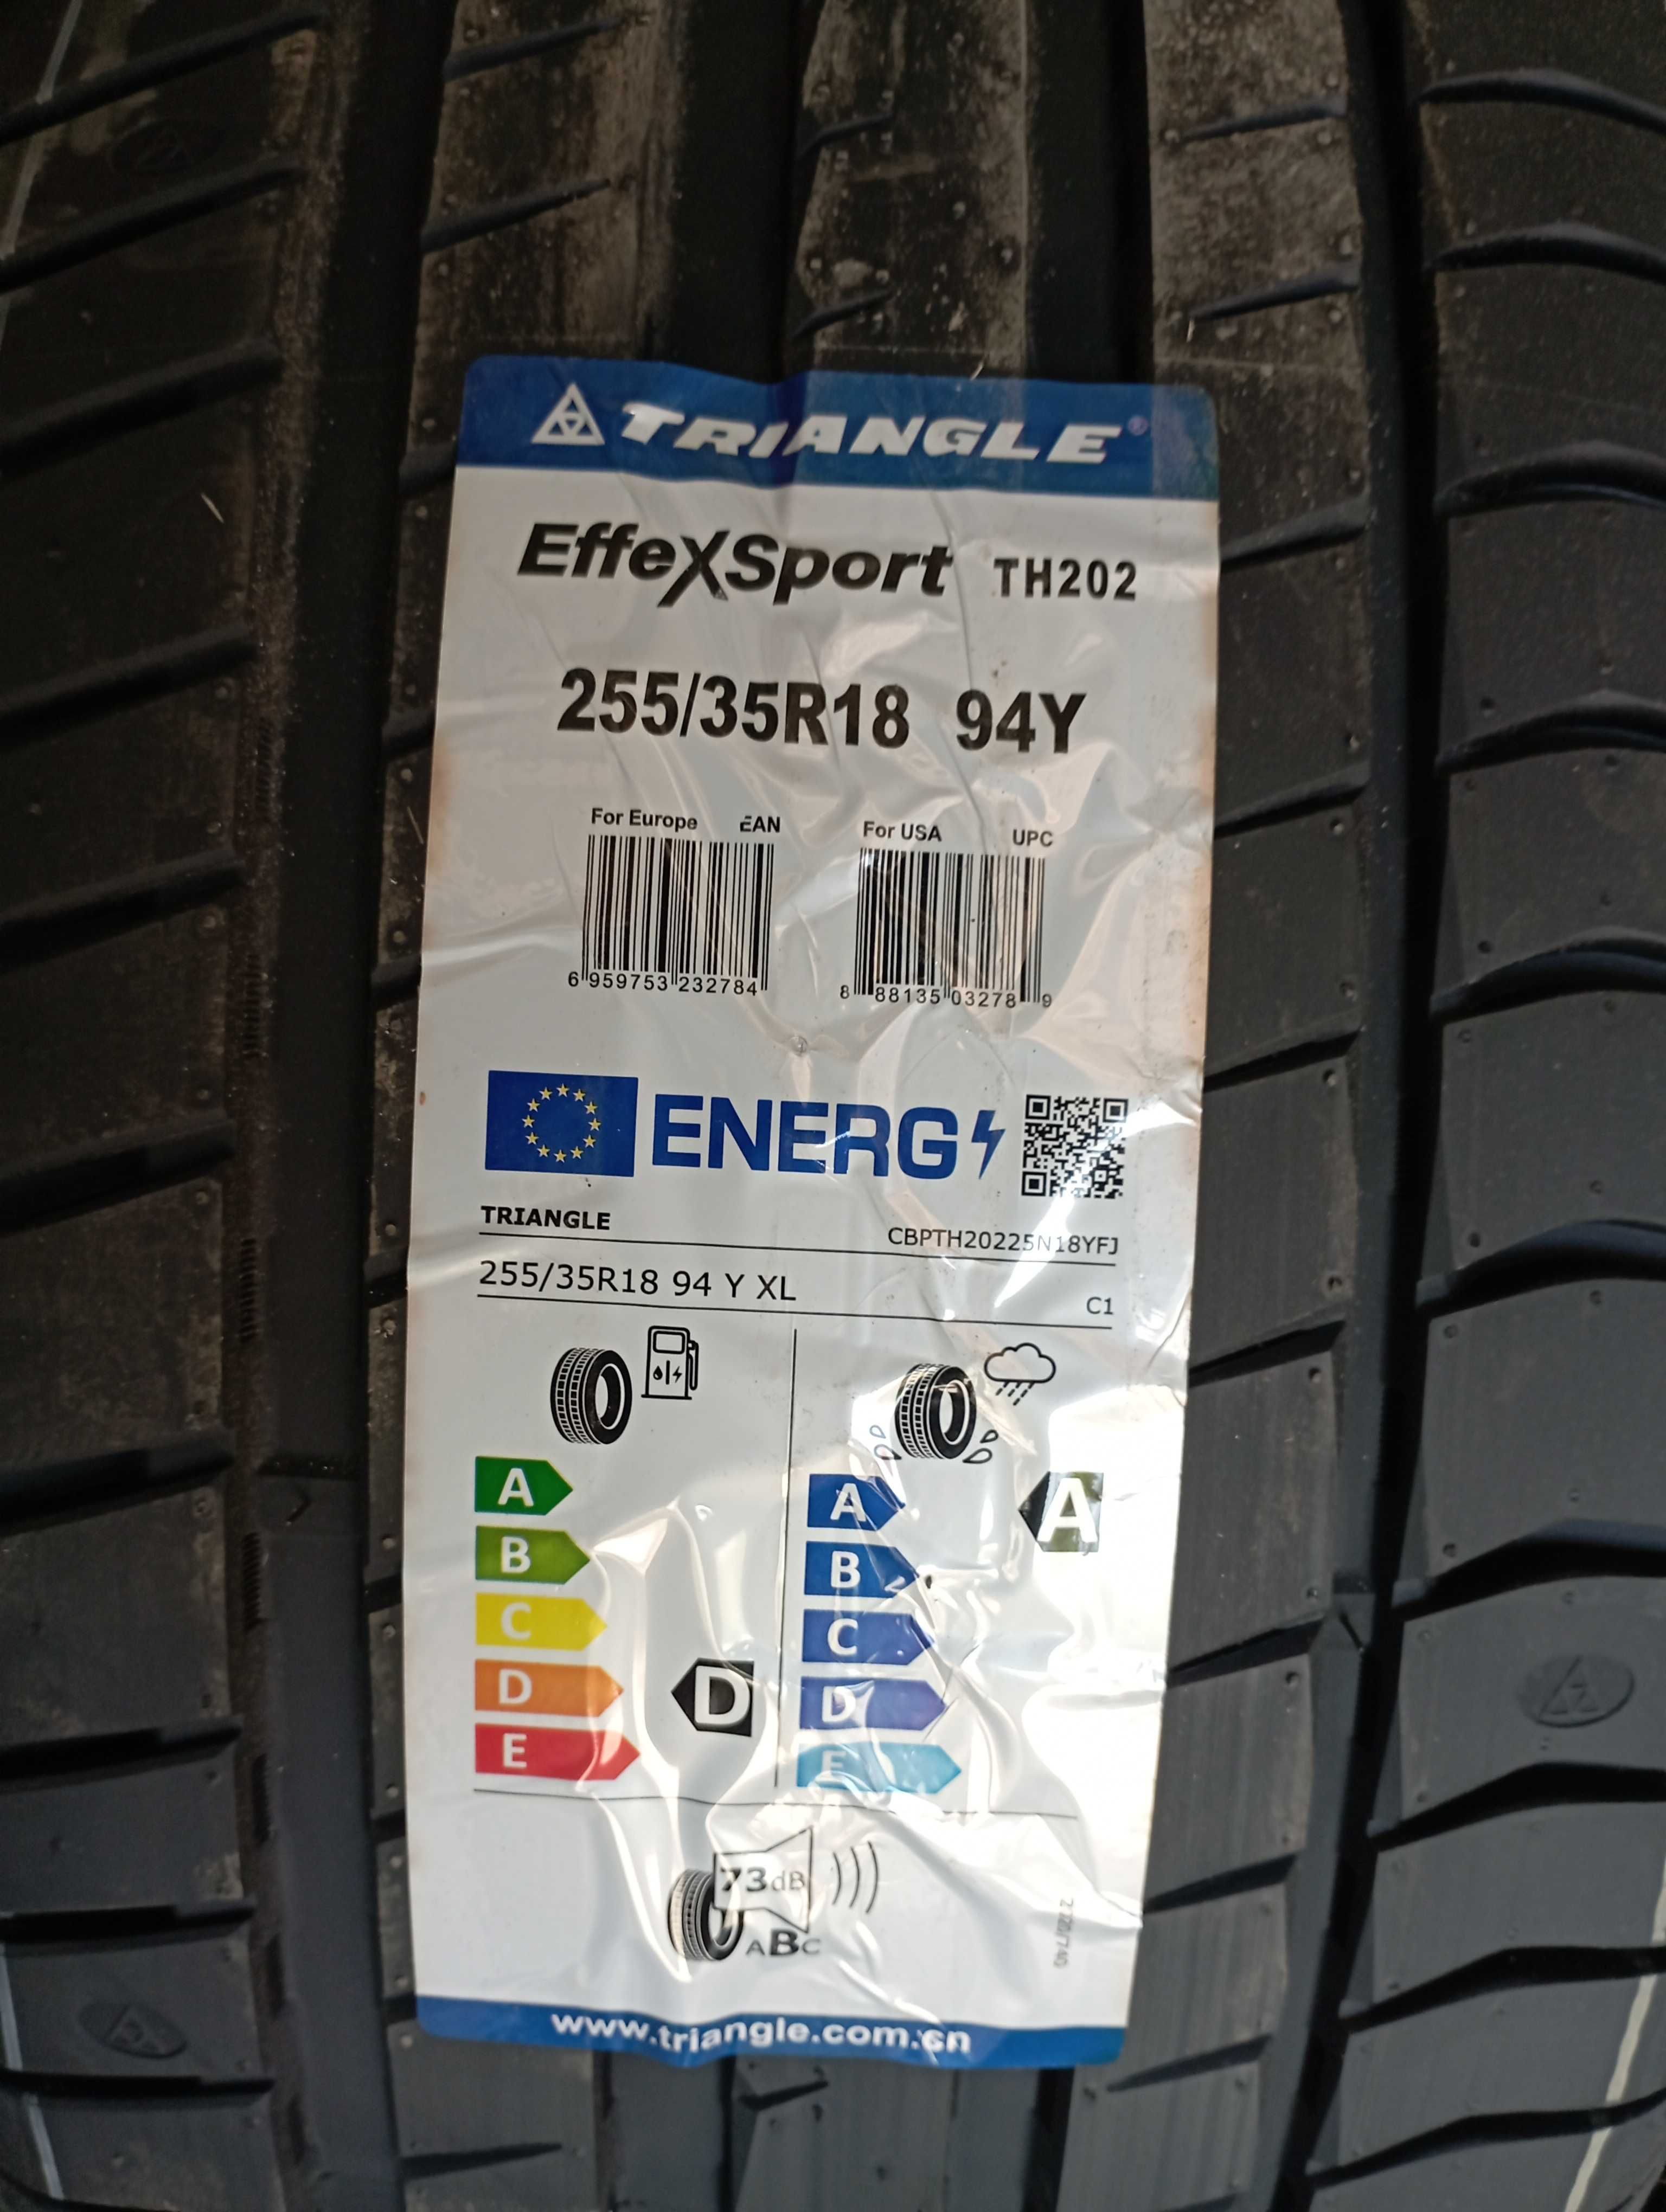 TRIANGLE®
EffeXSport TH202
255/35R18 94Y
For Europe EAN
For USA UPC
6 959753 232784
8 88135 03278 9
ENERG
TRIANGLE
CBPTH20225N18YFJ
255/35R18 94 Y XL
C1
A
B
C
D
E
D
A
B
C
D
E
A
73dB
ABC
www.triangle.com.cn